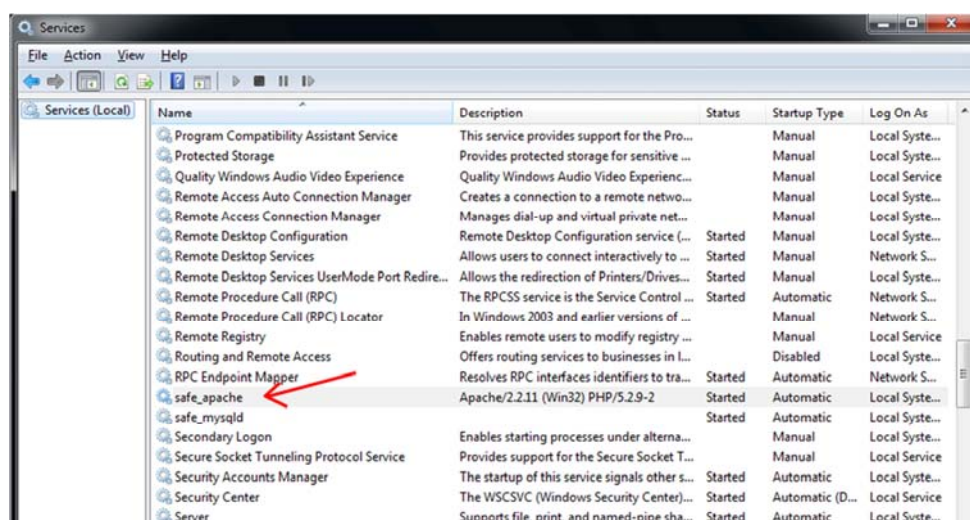 Services
File Action View Help
Services (Local)
Name Description Status Startup Type Log On As
Program Compatibility Assistant Service This service provides support for the Pro... Manual Local Syste...
Protected Storage Provides protected storage for sensitive ... Manual Local Syste...
Quality Windows Audio Video Experience Quality Windows Audio Video Experienc... Manual Local Service
Remote Access Auto Connection Manager Creates a connection to a remote netwo... Manual Local Syste...
Remote Access Connection Manager Manages dial-up and virtual private net... Manual Local Syste...
Remote Desktop Configuration Remote Desktop Configuration service (... Started Manual Local Syste...
Remote Desktop Services Allows users to connect interactively to ... Started Manual Network S...
Remote Desktop Services UserMode Port Redire... Allows the redirection of Printers/Drives... Started Manual Local Syste...
Remote Procedure Call (RPC) The RPCSS service is the Service Control ... Started Automatic Network S...
Remote Procedure Call (RPC) Locator In Windows 2003 and earlier versions of ... Manual Network S...
Remote Registry Enables remote users to modify registry ... Manual Local Service
Routing and Remote Access Offers routing services to businesses in l... Disabled Local Syste...
RPC Endpoint Mapper Resolves RPC interfaces identifiers to tra... Started Automatic Network S...
safe_apache Apache/2.2.11 (Win32) PHP/5.2.9-2 Started Automatic Local Syste...
safe_mysqld Started Automatic Local Syste...
Secondary Logon Enables starting processes under alterna... Manual Local Syste...
Secure Socket Tunneling Protocol Service Provides support for the Secure Socket T... Manual Local Service
Security Accounts Manager The startup of this service signals other s... Started Automatic Local Syste...
Security Center The WSCSVC (Windows Security Center)... Started Automatic (D... Local Service
Server Supports file, print, and named-pipe sha... Started Automatic Local Syste...